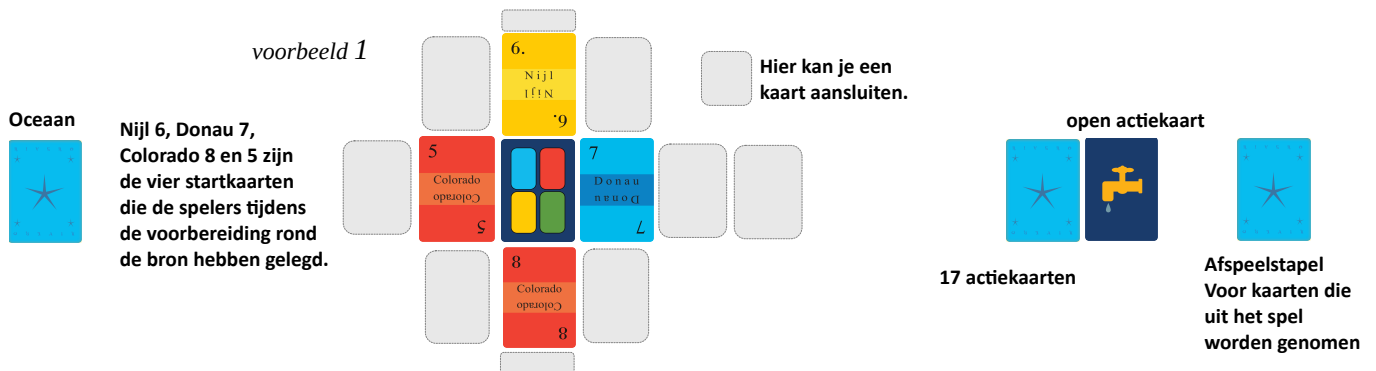 voorbeeld 1
Oceaan
Nijl 6, Donau 7,
Colorado 8 en 5 zijn
de vier startkaarten
die de spelers tijdens
de voorbereiding rond
de bron hebben gelegd.
6.
Nijl
Nijl
6.
5
Colorado
Colorado
5
7
Donau
Donau
7
8
Colorado
Colorado
8
Hier kan je een
kaart aansluiten.
open actiekaart
17 actiekaarten
Afspeelstapel
Voor kaarten die
uit het spel
worden genomen